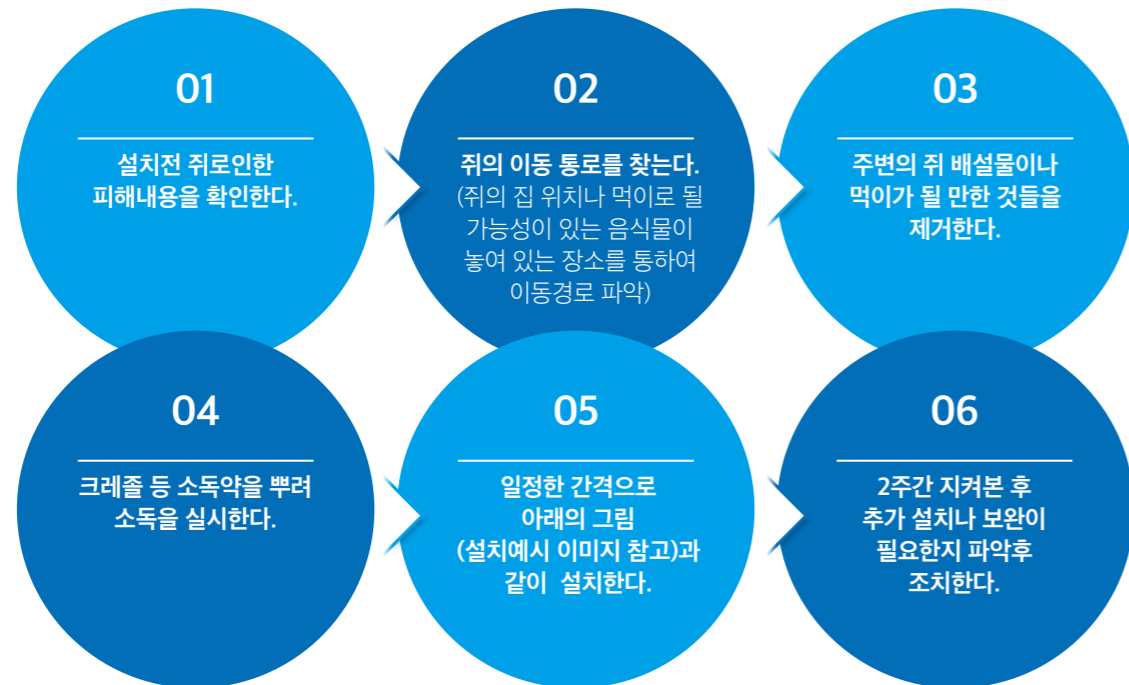 01
설치전 쥐로인한
피해내용을 확인한다.
02
쥐의 이동 통로를 찾는다.
(쥐의 집 위치나 먹이로 될
가능성이 있는 음식물이
놓여 있는 장소를 통하여
이동경로 파악)
03
주변의 쥐 배설물이나
먹이가 될 만한 것들을
제거한다.
04
크레졸 등 소독약을 뿌려
소독을 실시한다.
05
일정한 간격으로
아래의 그림
(설치예시 이미지 참고)과
같이 설치한다.
06
2주간 지켜본 후
추가 설치나 보완이
필요한지 파악후
조치한다.